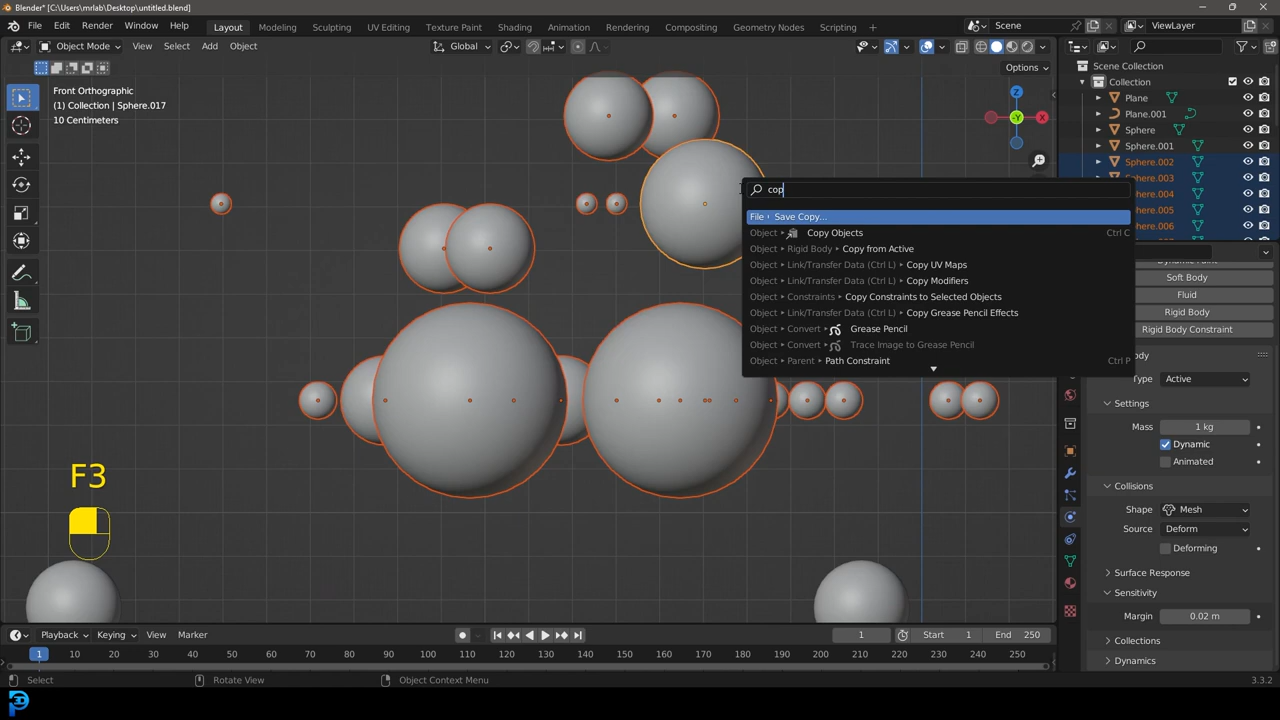 Blender* [C:\Users\mrlab\Desktop\untitled.blend]
File Edit Render Window Help Layout Modeling Sculpting UV Editing Texture Paint Shading Animation Rendering Compositing Geometry Nodes Scripting Scene ViewLayer
Object Mode View Select Add Object Global
Options
Front Orthographic
(1) Collection | Sphere.017
10 Centimeters
Z
-Y
X
Scene Collection
Collection
Plane
Plane.001
Sphere
Sphere.001
Sphere.002
Sphere.003
Sphere.004
Sphere.005
Sphere.006
cop
File Save Copy...
Object Copy Objects Ctrl C
Object Rigid Body Copy from Active
Object Link/Transfer Data (Ctrl L) Copy UV Maps
Object Link/Transfer Data (Ctrl L) Copy Modifiers
Object Constraints Copy Constraints to Selected Objects
Object Link/Transfer Data (Ctrl L) Copy Grease Pencil Effects
Object Convert Grease Pencil
Object Convert Trace Image to Grease Pencil
Object Parent Path Constraint Ctrl P
Soft Body
Fluid
Rigid Body
Rigid Body Constraint
ody
Type Active
Settings
Mass 1 kg
Dynamic
Animated
Collisions
Shape Mesh
Source Deform
Deforming
Surface Response
Sensitivity
Margin 0.02 m
Collections
Dynamics
F3
Playback Keying View Marker 1 Start 1 End 250
1 10 20 30 40 50 60 70 80 90 100 110 120 130 140 150 160 170 180 190 200 210 220 230 240 250
Select Rotate View Object Context Menu 3.3.2